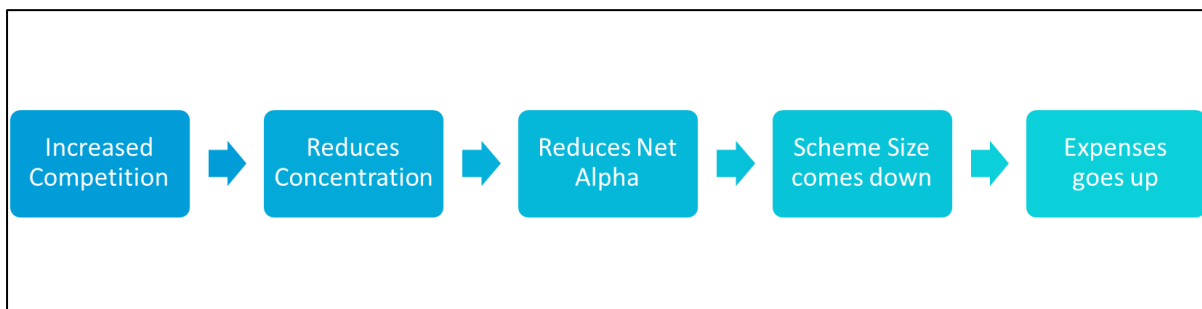 Increased
Competition
Reduces
Concentration
Reduces Net
Alpha
Scheme Size
comes down
Expenses
goes up